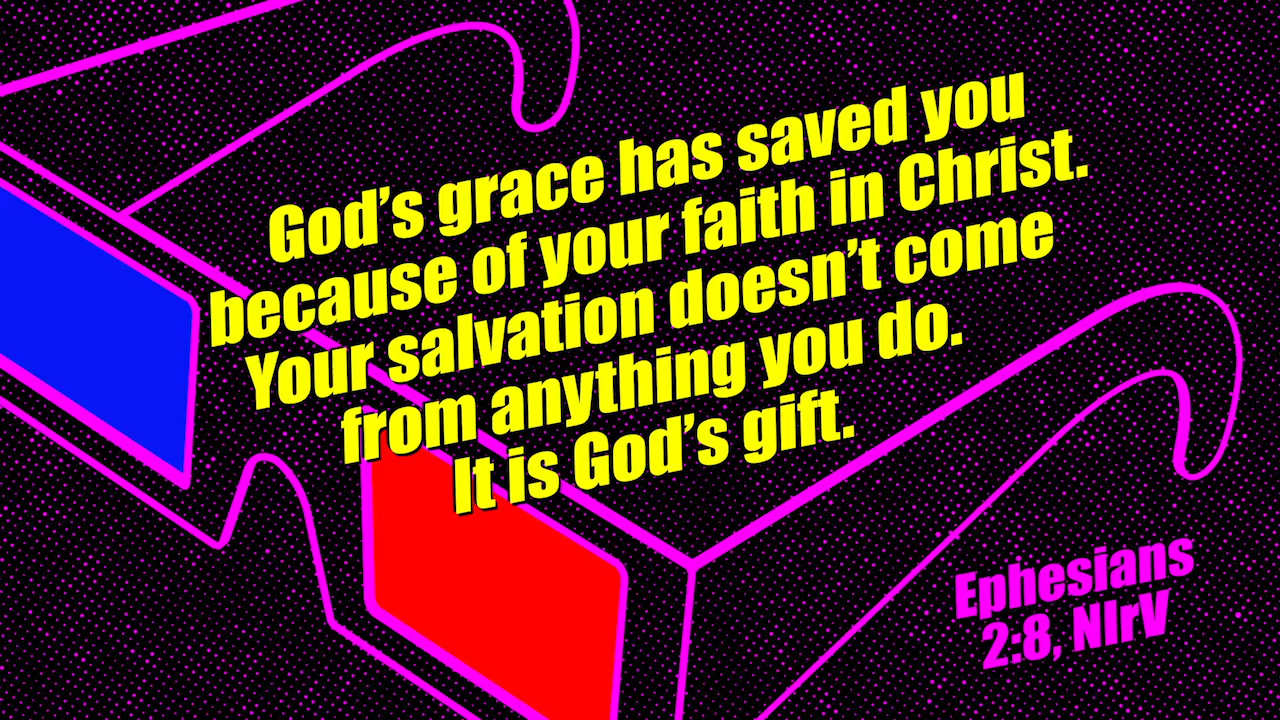 God’s grace has saved you
because of your faith in Christ.
Your salvation doesn’t come
from anything you do.
It is God’s gift.
Ephesians
2:8, NIrV